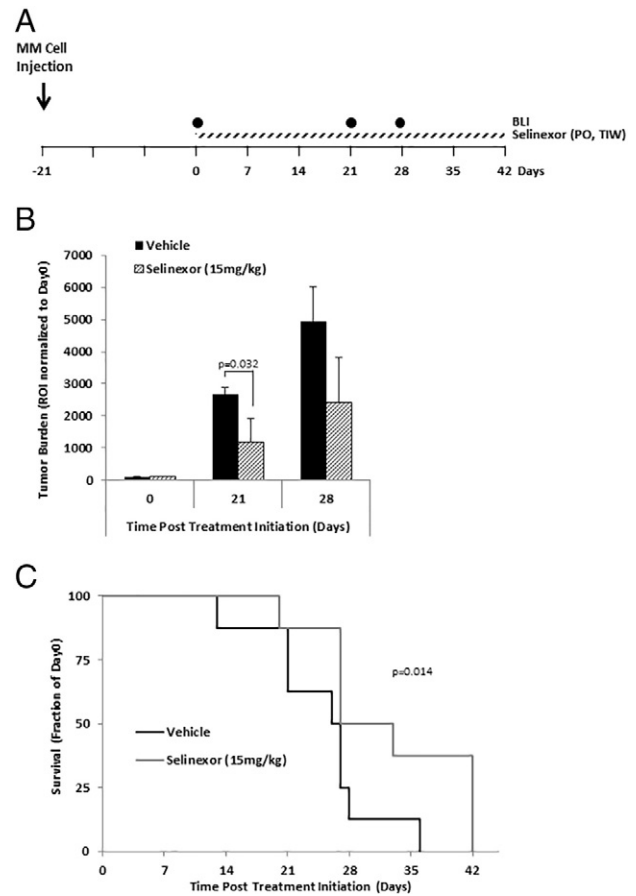 A
MM Cell
Injection
BLI
Selinexor (PO, TIW)
-21 0 7 14 21 28 35 42 Days
B
Vehicle
Selinexor (15mg/kg)
7000
6000
5000
4000
3000
2000
1000
0
p=0.032
Tumor Burden (ROI normalized to Day0)
0 21 28
Time Post Treatment Initiation (Days)
C
100
75
50
25
0
Survival (Fraction of Day0)
p=0.014
Vehicle
Selinexor (15mg/kg)
0 7 14 21 28 35 42
Time Post Treatment Initiation (Days)